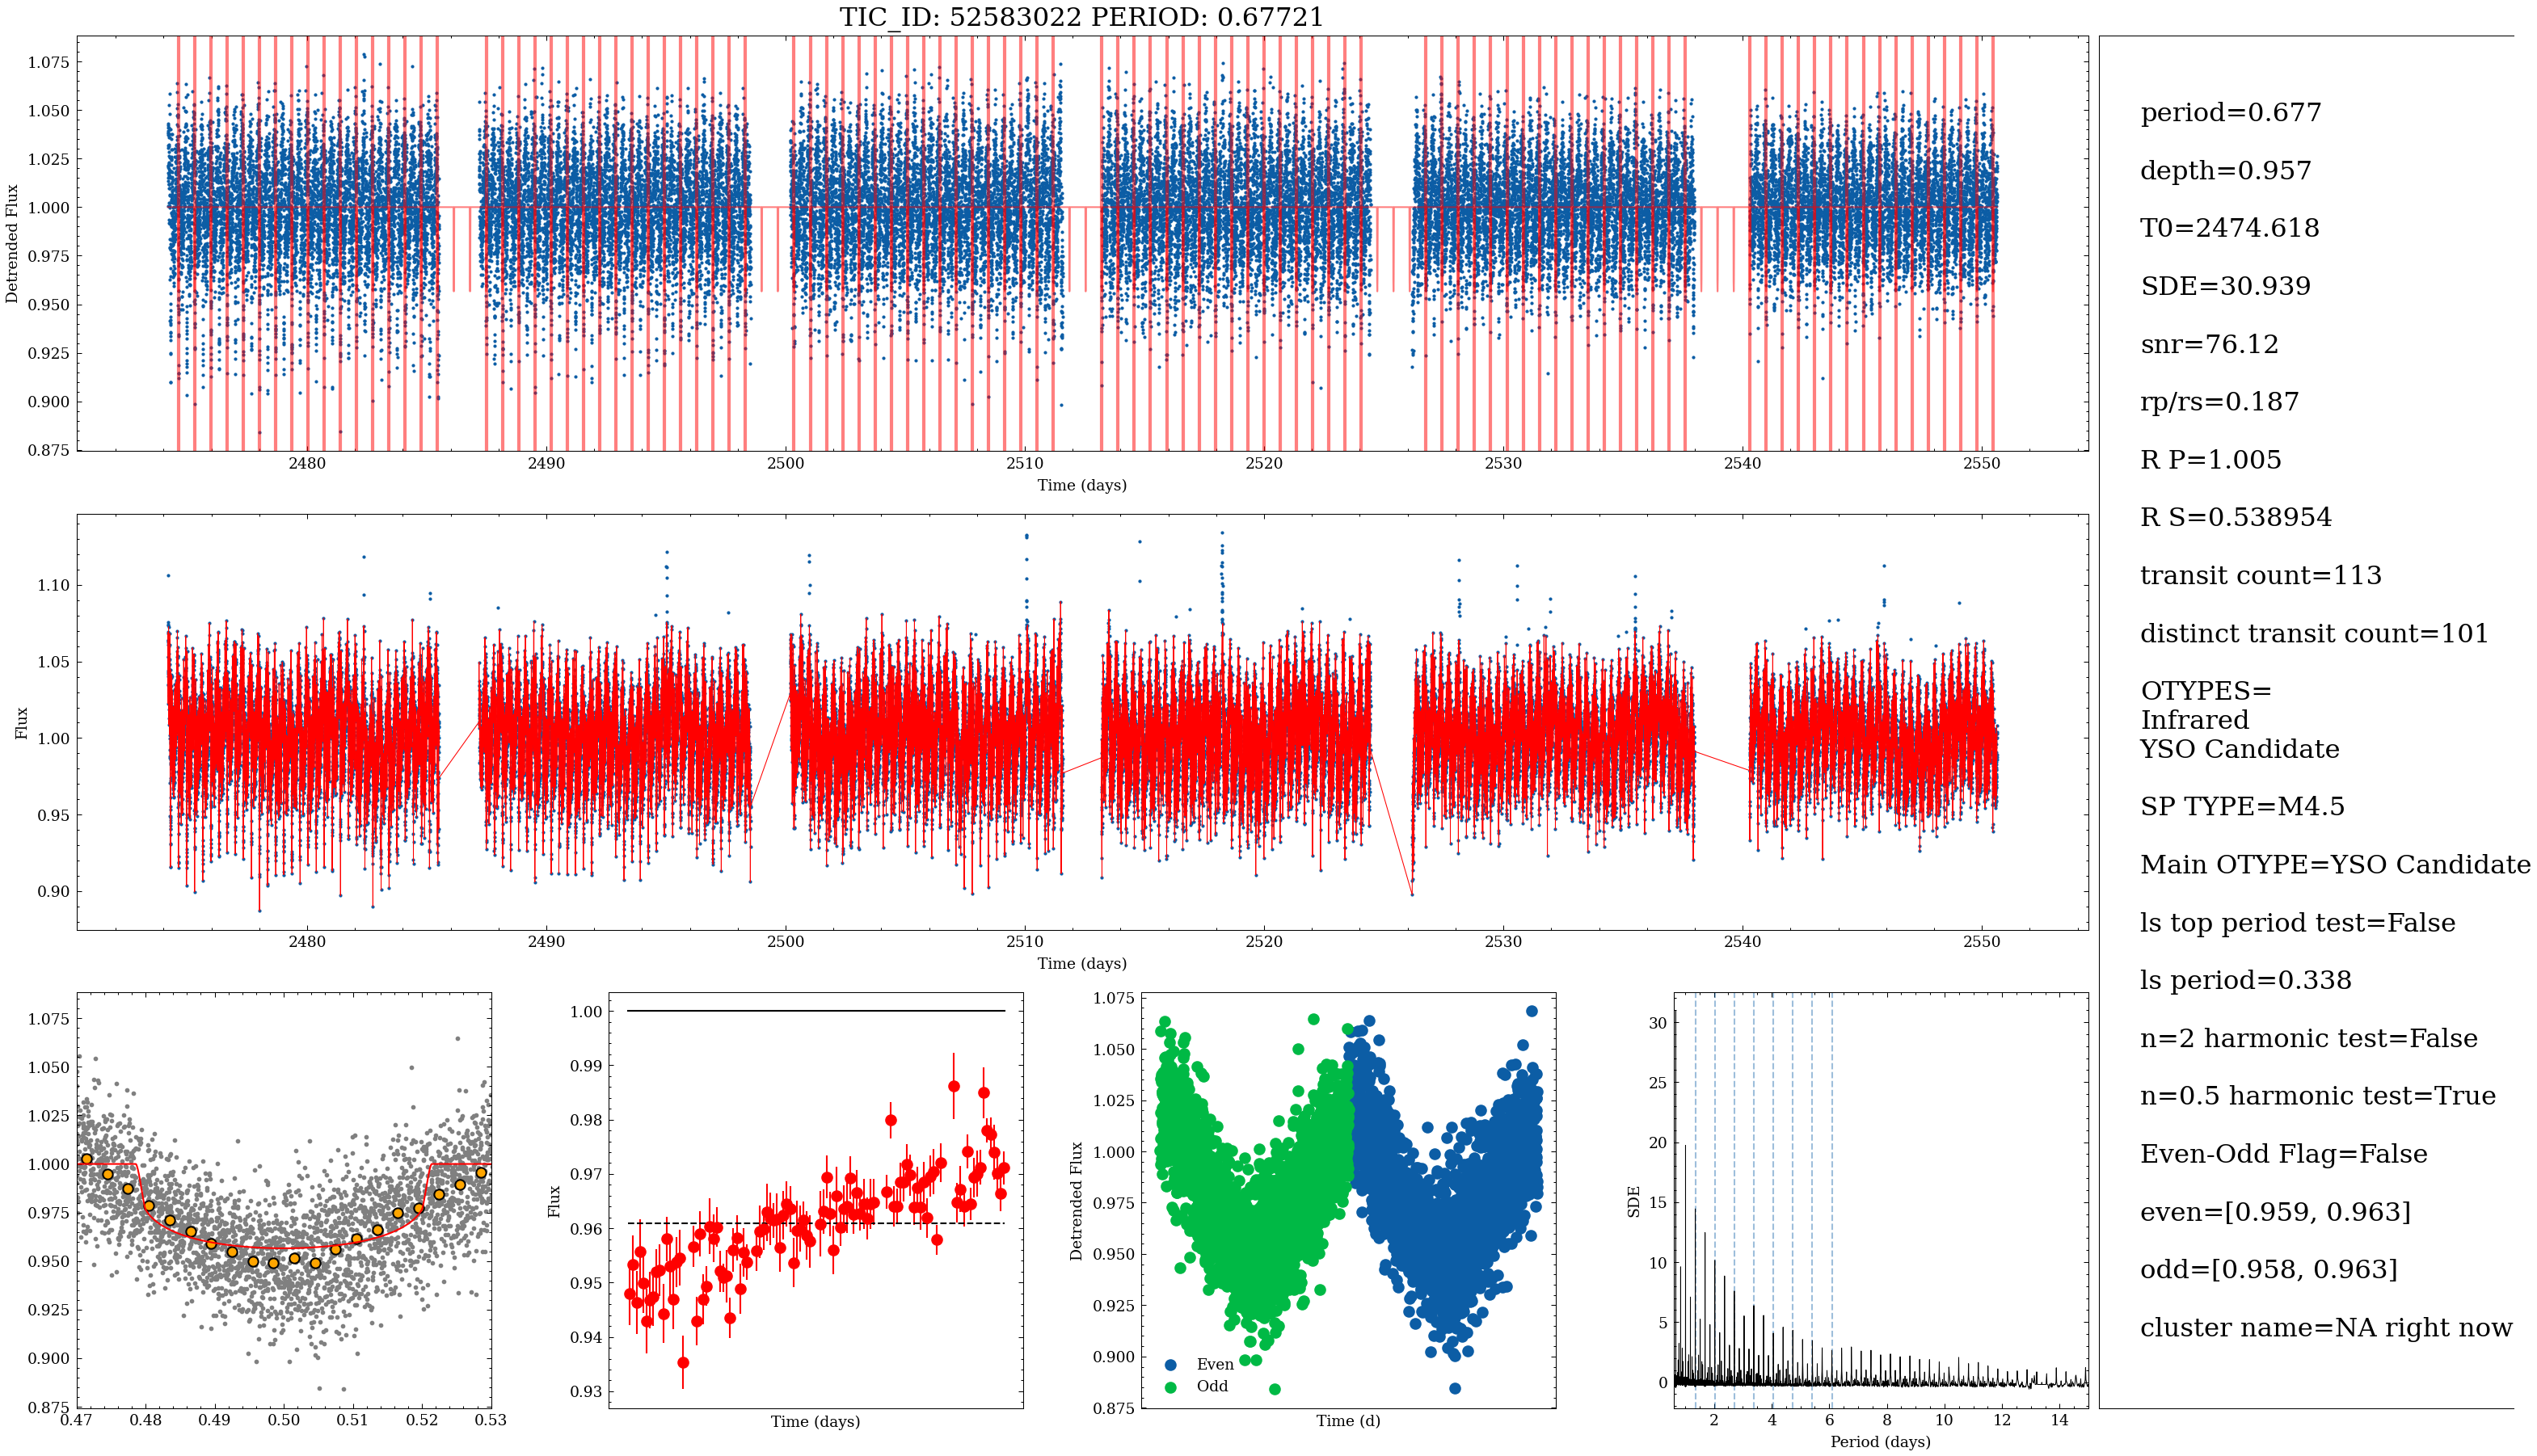 TIC_ID: 52583022 PERIOD: 0.67721
1.075
1.050
1.025
1.000
0.975
0.950
0.925
0.900
0.875
Detrended Flux
2480
2490
2500
2510
2520
2530
2540
2550
Time (days)
1.10
1.05
1.00
0.95
0.90
Flux
2480
2490
2500
2510
2520
2530
2540
2550
Time (days)
1.075
1.050
1.025
1.000
0.975
0.950
0.925
0.900
0.875
0.47
0.48
0.49
0.50
0.51
0.52
0.53
1.00
0.99
0.98
0.97
0.96
0.95
0.94
0.93
Flux
Time (days)
1.075
1.050
1.025
1.000
0.975
0.950
0.925
0.900
0.875
Detrended Flux
Even
Odd
Time (d)
30
25
20
15
10
5
0
SDE
2
4
6
8
10
12
14
Period (days)
period=0.677
depth=0.957
T0=2474.618
SDE=30.939
snr=76.12
rp/rs=0.187
R P=1.005
R S=0.538954
transit count=113
distinct transit count=101
OTYPES=
Infrared
YSO Candidate
SP TYPE=M4.5
Main OTYPE=YSO Candidate
ls top period test=False
ls period=0.338
n=2 harmonic test=False
n=0.5 harmonic test=True
Even-Odd Flag=False
even=[0.959, 0.963]
odd=[0.958, 0.963]
cluster name=NA right now